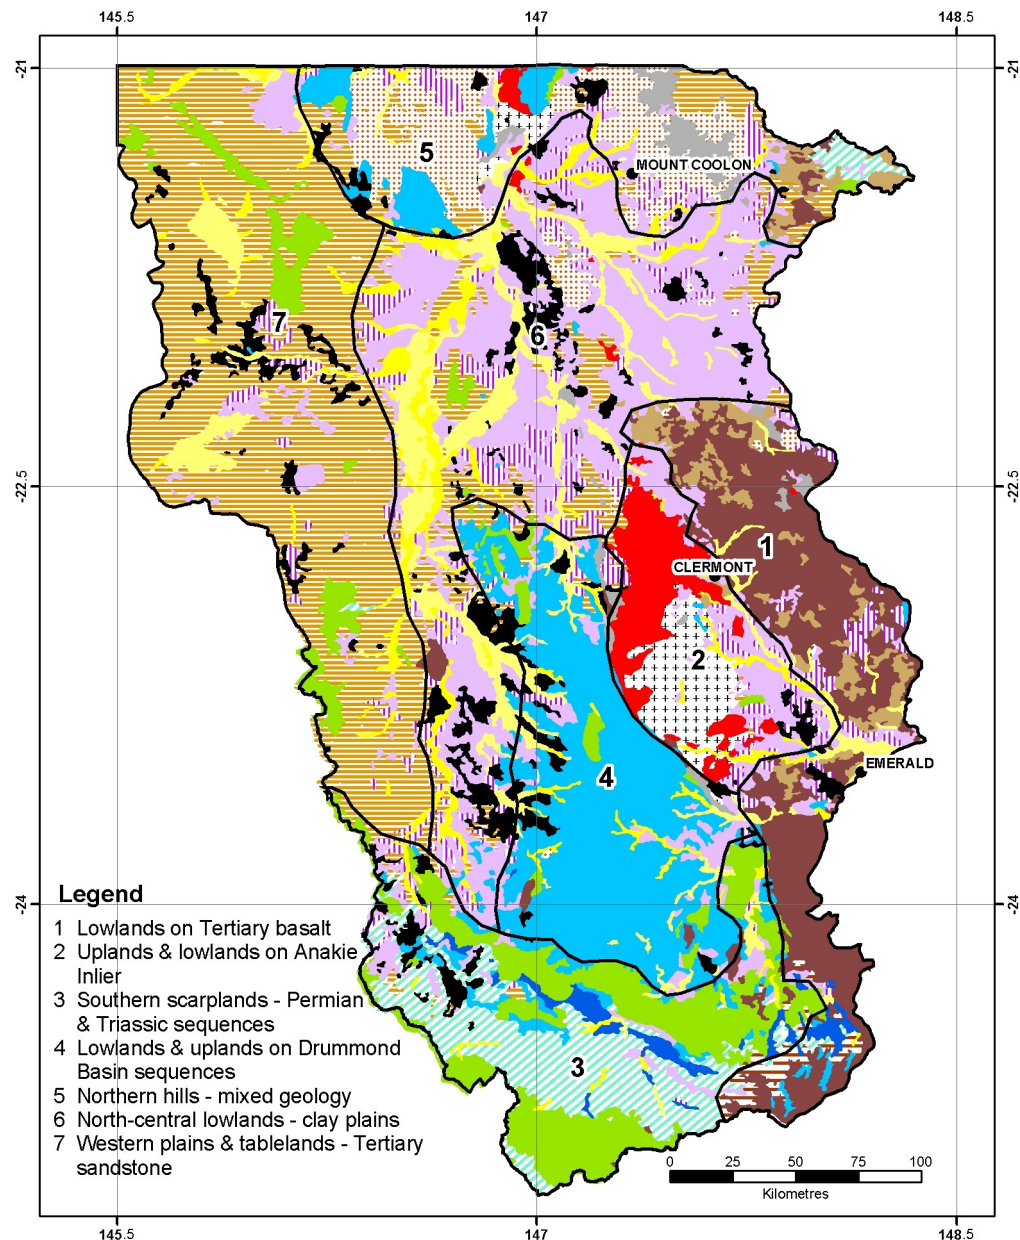 145.5 147 148.5
-21 -21
5
MOUNT COOLON
7
6
-22.5 -22.5
1
CLERMONT
2
EMERALD
4
-24 -24
Legend
1 Lowlands on Tertiary basalt
2 Uplands & lowlands on Anakie
Inlier
3 Southern scarplands - Permian
& Triassic sequences
4 Lowlands & uplands on Drummond
Basin sequences
5 Northern hills - mixed geology
6 North-central lowlands - clay plains
7 Western plains & tablelands - Tertiary
sandstone
3
0 25 50 75 100
Kilometres
145.5 147 148.5